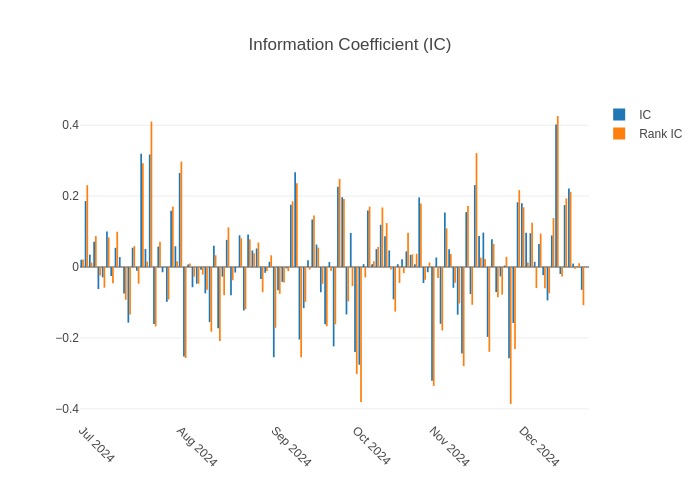 Information Coefficient (IC)
IC
Rank IC
0.4
0.2
0
−0.2
−0.4
Jul 2024
Aug 2024
Sep 2024
Oct 2024
Nov 2024
Dec 2024